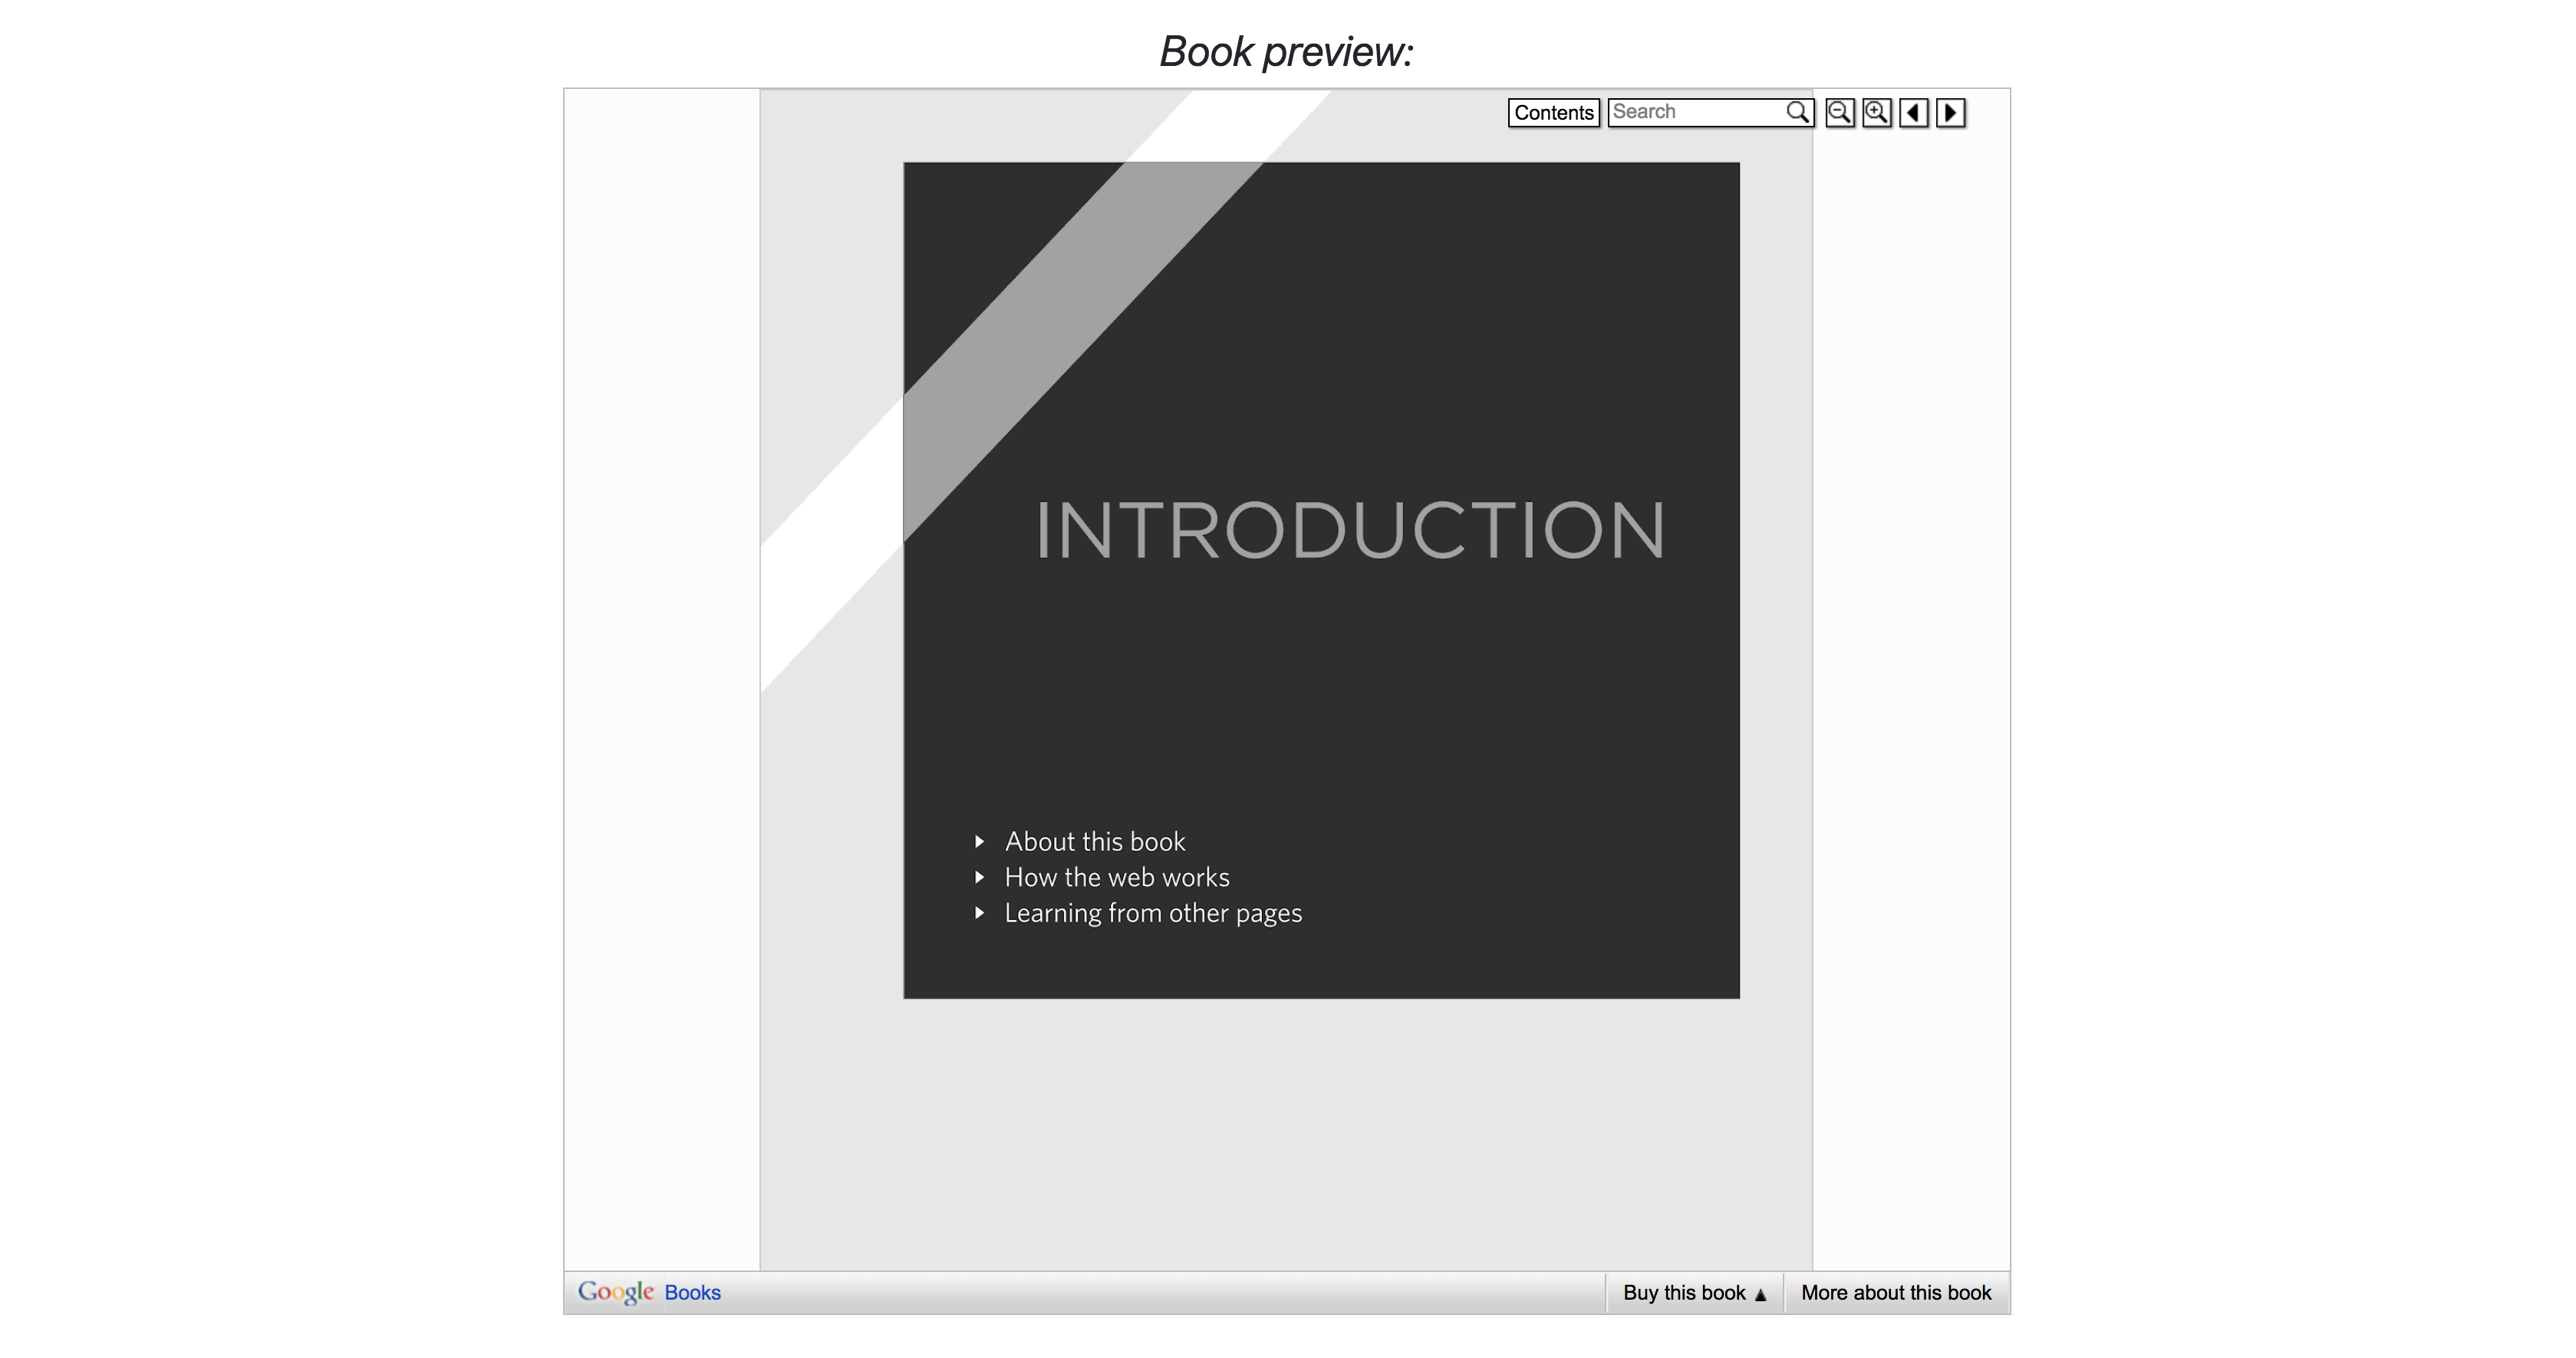 Book preview:
Contents Search
INTRODUCTION
About this book
How the web works
Learning from other pages
Google Books Buy this book ▲ More about this book